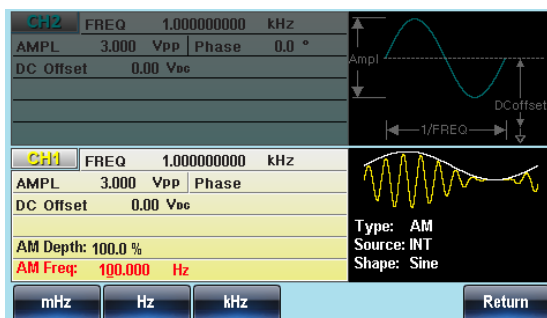 CH2 FREQ 1.000000000 kHz
AMPL 3.000 Vpp Phase 0.0 °
DC Offset 0.00 VDC
Ampl
DCoffset
1/FREQ
CH1 FREQ 1.000000000 kHz
AMPL 3.000 Vpp Phase
DC Offset 0.00 VDC
AM Depth: 100.0 %
AM Freq: 100.000 Hz
Type: AM
Source: INT
Shape: Sine
mHz Hz kHz Return